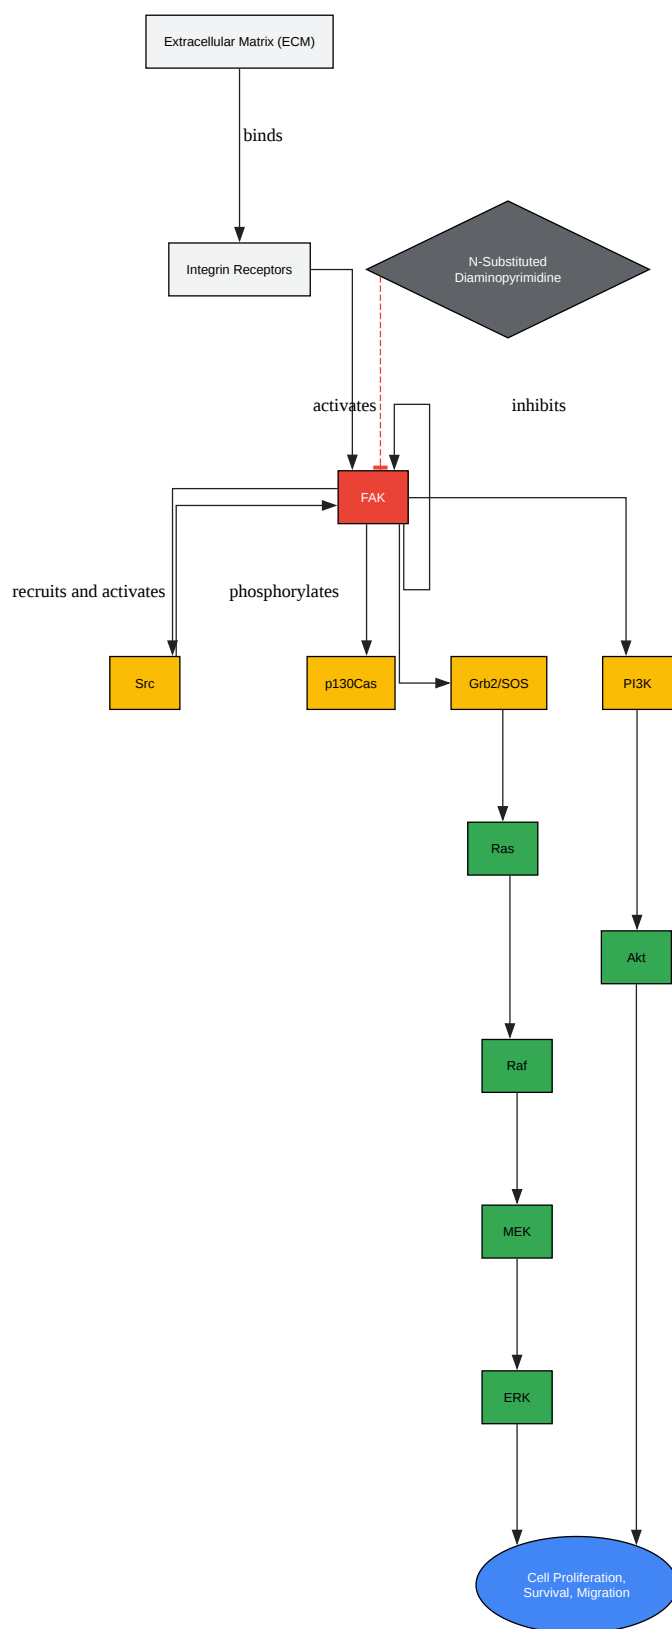 Extracellular Matrix (ECM)
binds
Integrin Receptors
N-Substituted
Diaminopyrimidine
activates
inhibits
FAK
recruits and activates
phosphorylates
Src
p130Cas
Grb2/SOS
PI3K
Ras
Akt
Raf
MEK
ERK
Cell Proliferation,
Survival, Migration